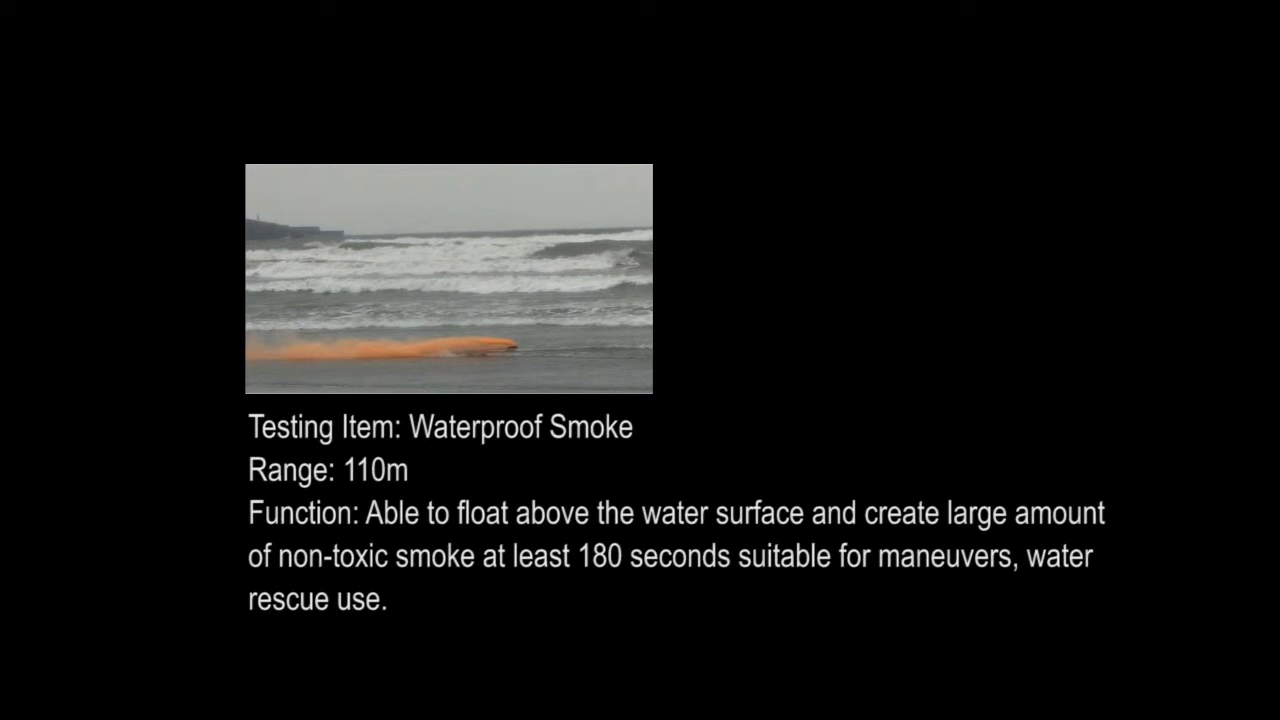 Testing Item: Waterproof Smoke
Range: 110m
Function: Able to float above the water surface and create large amount
of non-toxic smoke at least 180 seconds suitable for maneuvers, water
rescue use.